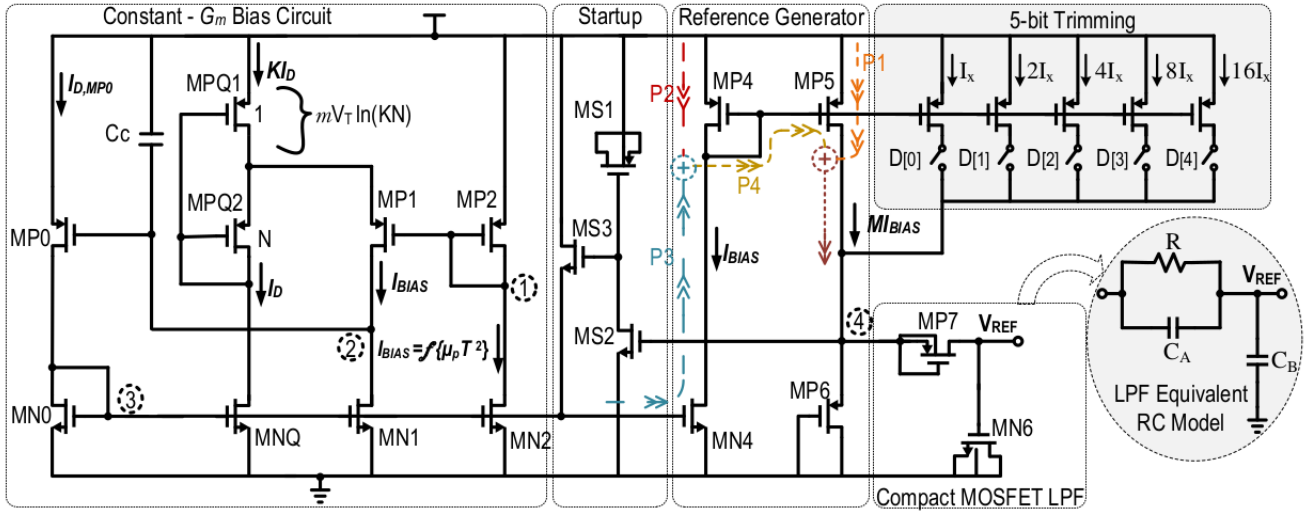 Constant - Gm Bias Circuit
Startup
Reference Generator
5-bit Trimming
ID,MP0
MPQ1
KID
1
mVT ln(KN)
Cc
MPQ2
N
MP0
ID
MP1
MP2
IBIAS
1
2
IBIAS = f{μpT²}
3
MN0
MNQ
MN1
MN2
MS1
MS3
MS2
P2
P3
P4
P1
MP4
MP5
IBIAS
MIBIAS
4
MP6
MN4
Ix
2Ix
4Ix
8Ix
16Ix
D[0]
D[1]
D[2]
D[3]
D[4]
MP7
VREF
MN6
Compact MOSFET LPF
R
VREF
CA
CB
LPF Equivalent
RC Model